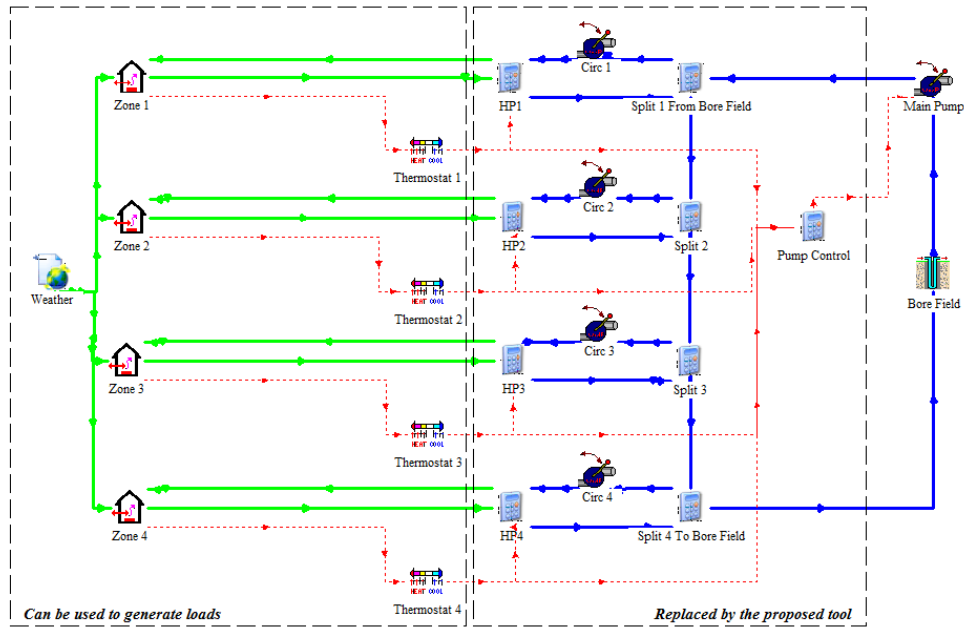 Circ 1
Zone 1
HP1
Split 1 From Bore Field
Main Pump
HEAT COOL
Thermostat 1
Circ 2
Zone 2
HP2
Split 2
Pump Control
Weather
HEAT COOL
Thermostat 2
Bore Field
Circ 3
Zone 3
HP3
Split 3
HEAT COOL
Thermostat 3
Circ 4
Zone 4
HP4
Split 4 To Bore Field
HEAT COOL
Thermostat 4
Can be used to generate loads
Replaced by the proposed tool